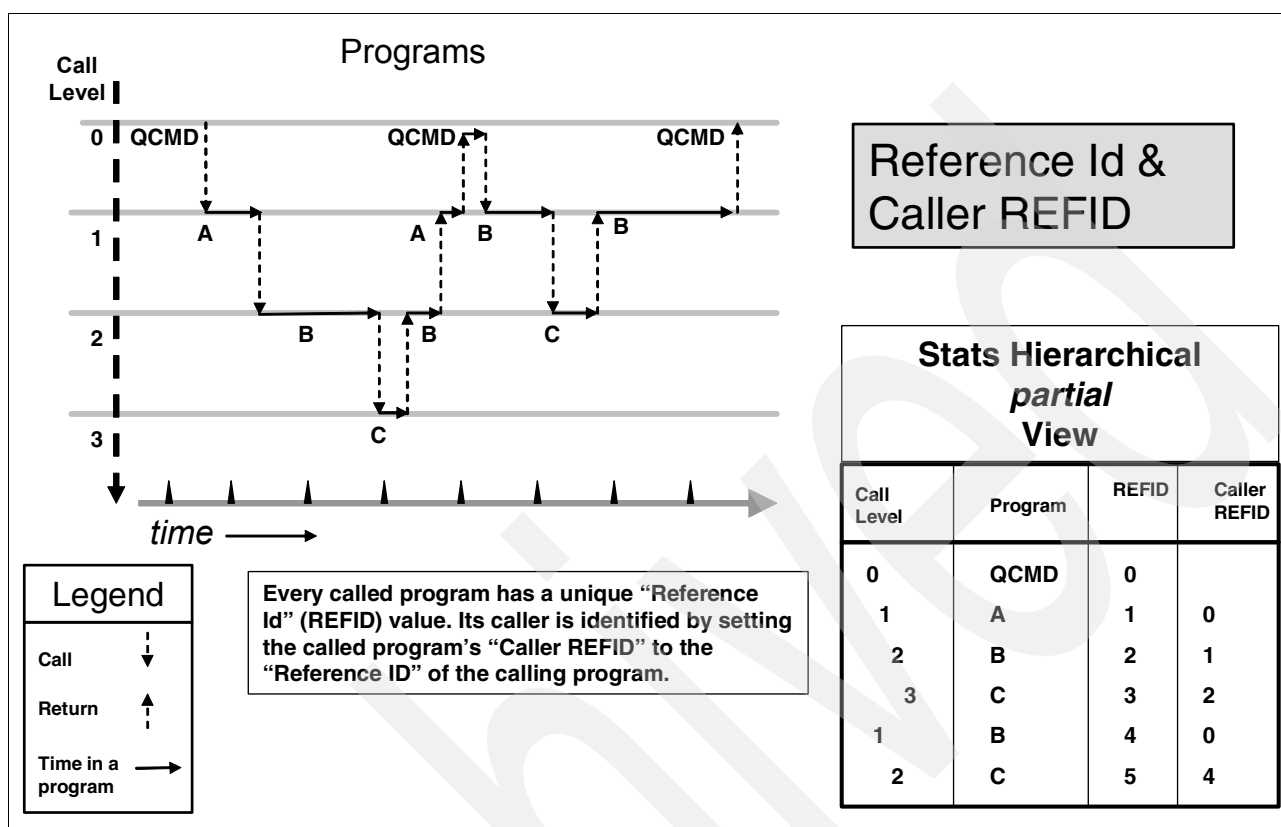 Programs
Call
Level
0 QCMD QCMD QCMD
1 A A B B
2 B B C
3 C
time
Legend
Call
Return
Time in a
program
Every called program has a unique “Reference
Id” (REFID) value. Its caller is identified by setting
the called program’s “Caller REFID” to the
“Reference ID” of the calling program.
Reference Id &
Caller REFID
Stats Hierarchical
partial
View
Call
Level Program REFID Caller
REFID
0 QCMD 0
1 A 1 0
2 B 2 1
3 C 3 2
1 B 4 0
2 C 5 4